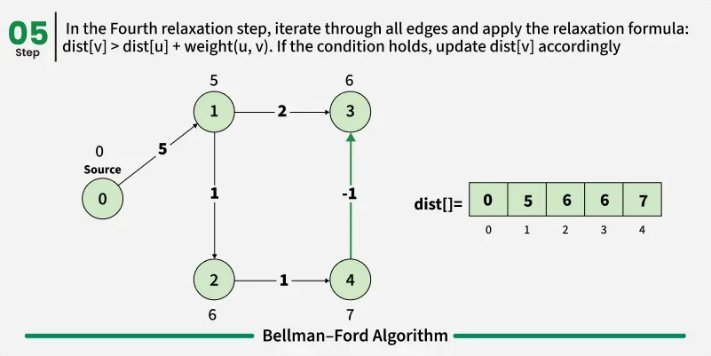 05
Step
In the Fourth relaxation step, iterate through all edges and apply the relaxation formula:
dist[v] > dist[u] + weight(u, v). If the condition holds, update dist[v] accordingly
5
6
1
2
3
0
Source
5
0
1
-1
dist[]= 0 5 6 6 7
0 1 2 3 4
2
1
4
6
7
Bellman–Ford Algorithm